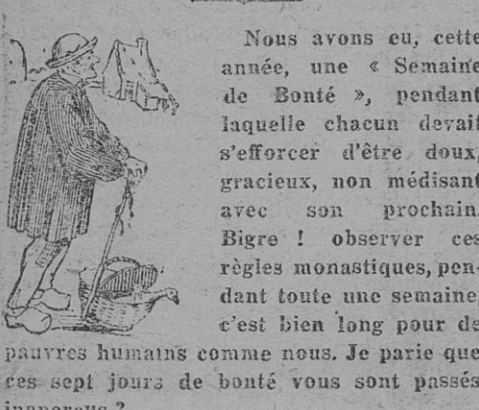 Nous avons eu, cette
année, une « Semaine
de Bonté », pendant
laquelle chacun devait
s'efforcer d'être doux,
gracieux, non médisant
avec son prochain.
Bigre ! observer ces
règles monastiques, pen-
dant toute une semaine,
c'est bien long pour de
pauvres humains comme nous. Je parie que
ces sept jours de bonté vous sont passés
inaperçus ?